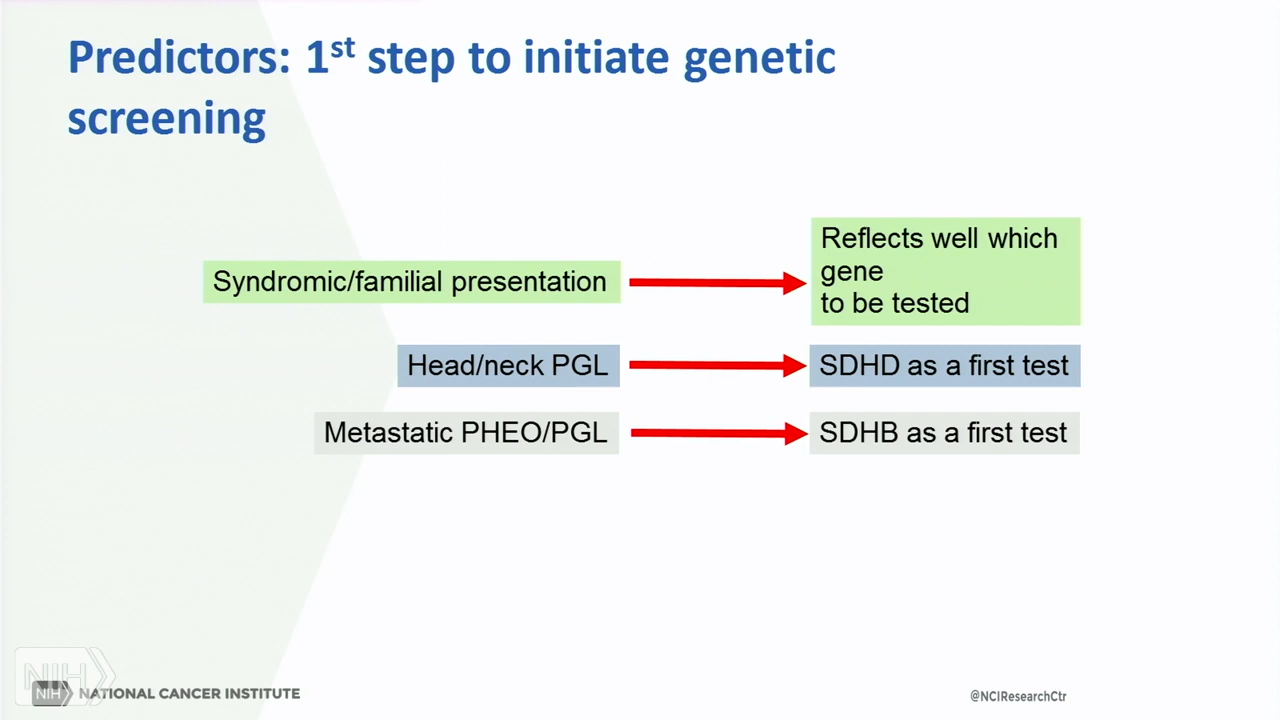 Predictors: 1st step to initiate genetic
screening
Syndromic/familial presentation
Reflects well which
gene
to be tested
Head/neck PGL
SDHD as a first test
Metastatic PHEO/PGL
SDHB as a first test
NIH
NIH NATIONAL CANCER INSTITUTE
@NCIResearchCtr